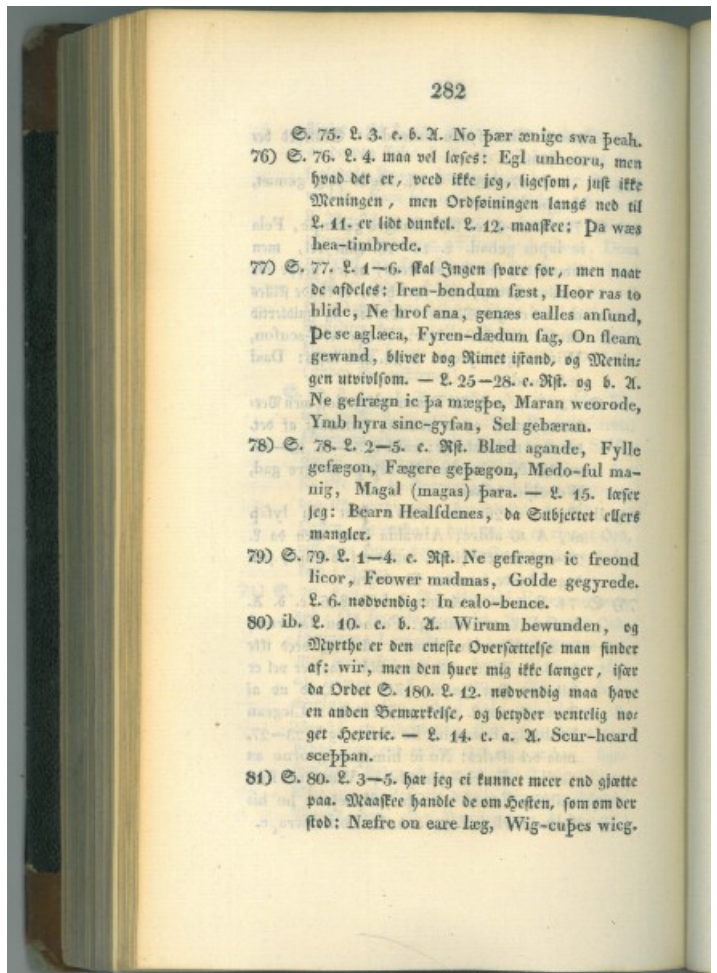 282
S. 75. L. 3. e. b. A. No þær ænige swa þeah.
76) S. 76. L. 4. maa vel læses: Egl unheoru, men
hvad det er, veed ikke jeg, ligesom, just ikke
Meningen, men Ordføiningen langs ned til
L. 11. er lidt dunkel. L. 12. maaskee: Þa wæs
hea-timbrede.
77) S. 77. L. 1—6. skal Ingen svare for, men naar
de afdeles: Iren-bendum fæst, Heor ras to
hlide, Ne hrof ana, genæs ealles ansund,
Þe se aglæca, Fyren-dædum fag, On fleam
gewand, bliver dog Rimet istand, og Menin-
gen utvivlsom. — L. 25—28. e. Rst. og b. A.
Ne gefrægn ic þa mægþe, Maran weorode,
Ymb hyra sinc-gyfan, Sel gebæran.
78) S. 78. L. 2—5. e. Rst. Blæd agande, Fylle
gefægon, Fægere geþægon, Medo-ful ma-
nig, Magal (magas) þara. — L. 15. læser
jeg: Bearn Healfdenes, da Subjectet ellers
mangler.
79) S. 79. L. 1—4. e. Rst. Ne gefrægn ic freond
licor, Feower madmas, Golde gegyrede.
L. 6. nødvendig: In ealo-bence.
80) ib. L. 10. e. b. A. Wirum bewunden, og
Myrthe er den eneste Oversættelse man finder
af: wir, men den huer mig ikke længer, især
da Ordet S. 180. L. 12. nødvendig maa have
en anden Bemærkelse, og betyder ventelig no-
get Hexerie. — L. 14. e. a. A. Scur-heard
sceþþan.
81) S. 80. L. 3—5. har jeg ei kunnet meer end gjætte
paa. Maaskee handle de om Hesten, som om der
stod: Næfre on eare læg, Wig-cuþes wicg.